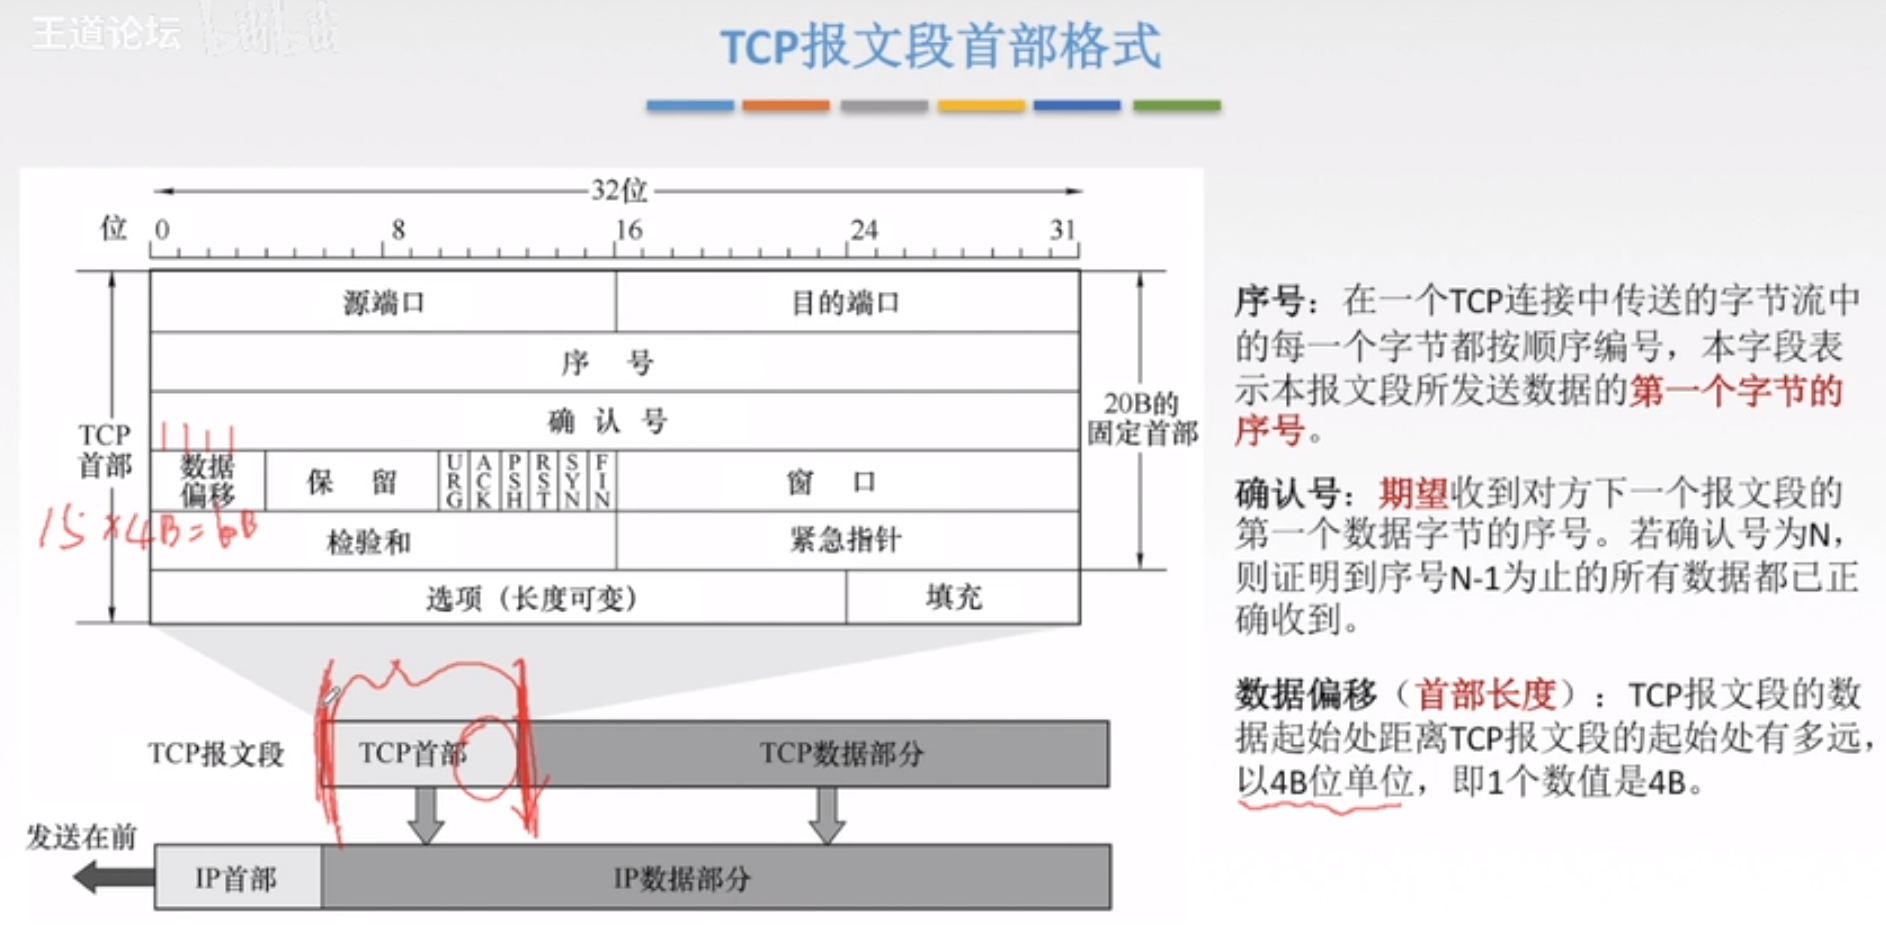 王道论坛
TCP报文段首部格式
32位
位 0 8 16 24 31
源端口 目的端口
序 号
确 认 号
TCP
首部
20B的
固定首部
数据
偏移
保 留
URG
ACK
PSH
RST
SYN
FIN
窗 口
1111
15×4B=60B
检验和 紧急指针
选项（长度可变） 填充
TCP报文段 TCP首部 TCP数据部分
发送在前
IP首部 IP数据部分
序号：在一个TCP连接中传送的字节流中
的每一个字节都按顺序编号，本字段表
示本报文段所发送数据的第一个字节的
序号。
确认号：期望收到对方下一个报文段的
第一个数据字节的序号。若确认号为N，
则证明到序号N-1为止的所有数据都已正
确收到。
数据偏移（首部长度）：TCP报文段的数
据起始处距离TCP报文段的起始处有多远，
以4B位单位，即1个数值是4B。